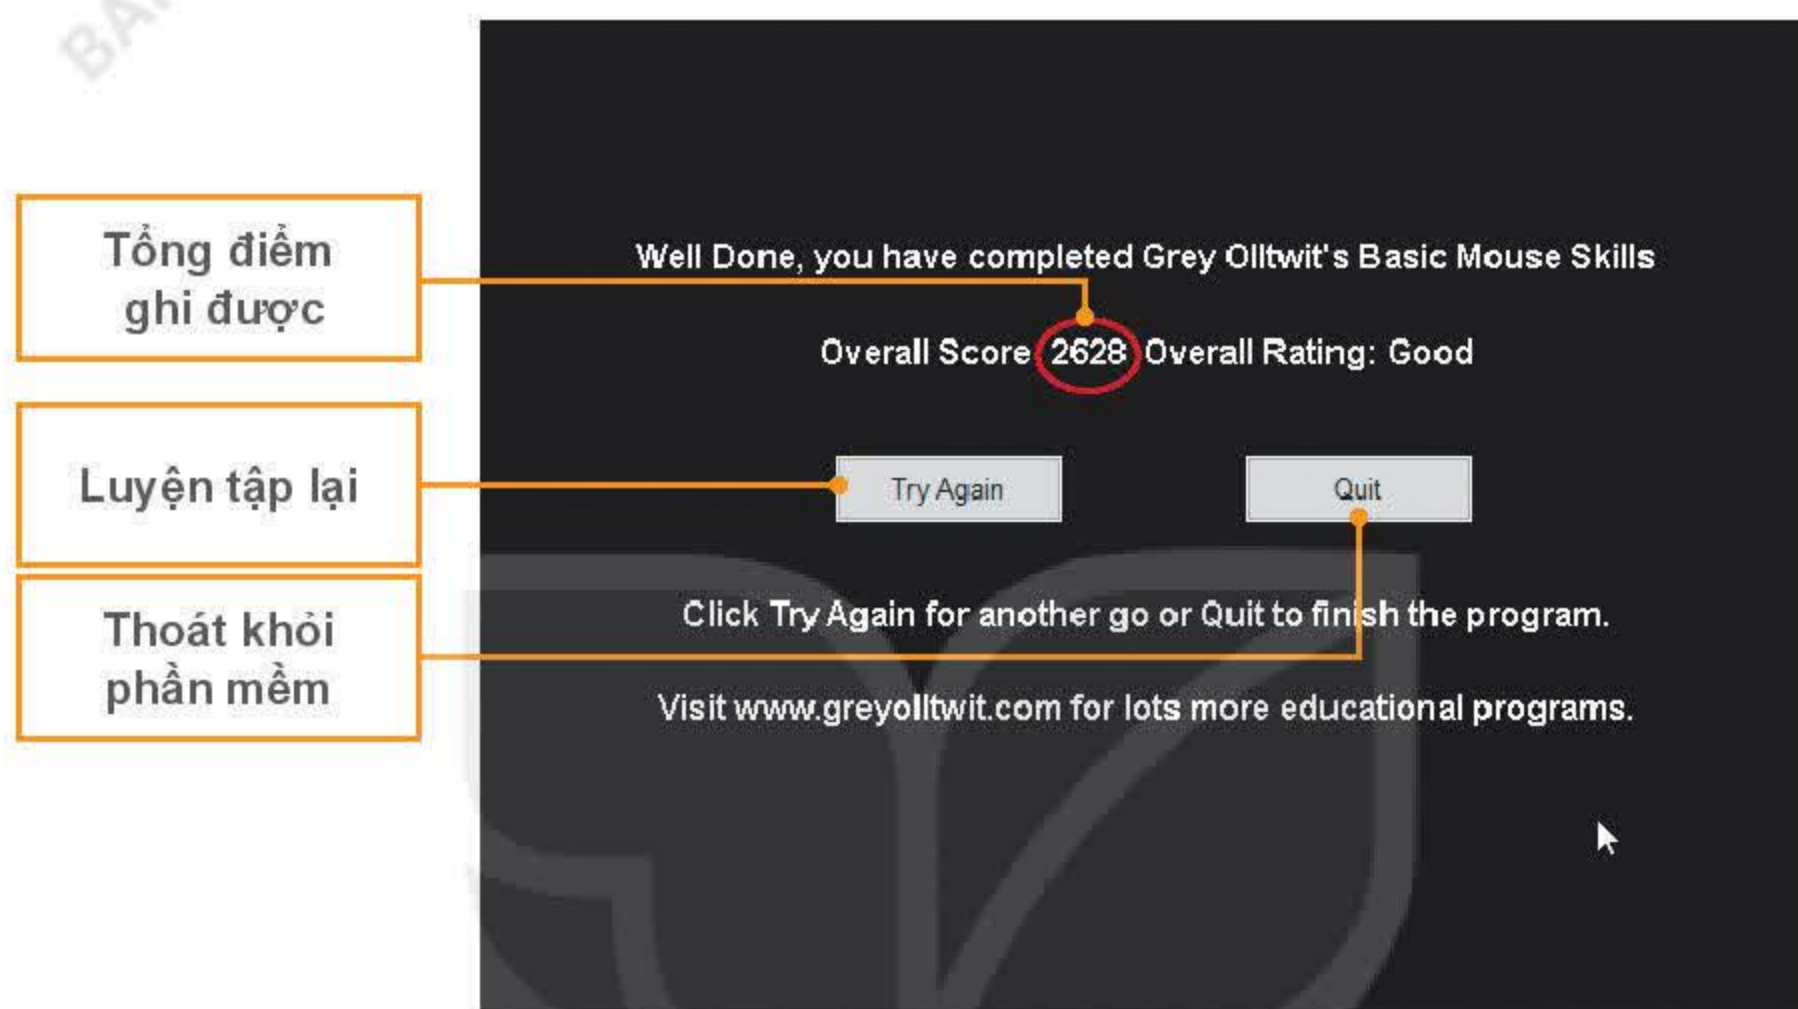 Tổng điểm
ghi được
Luyện tập lại
Thoát khỏi
phần mềm
Well Done, you have completed Grey Olltwit's Basic Mouse Skills
Overall Score 2628 Overall Rating: Good
Try Again
Quit
Click Try Again for another go or Quit to finish the program.
Visit www.greyolltwit.com for lots more educational programs.